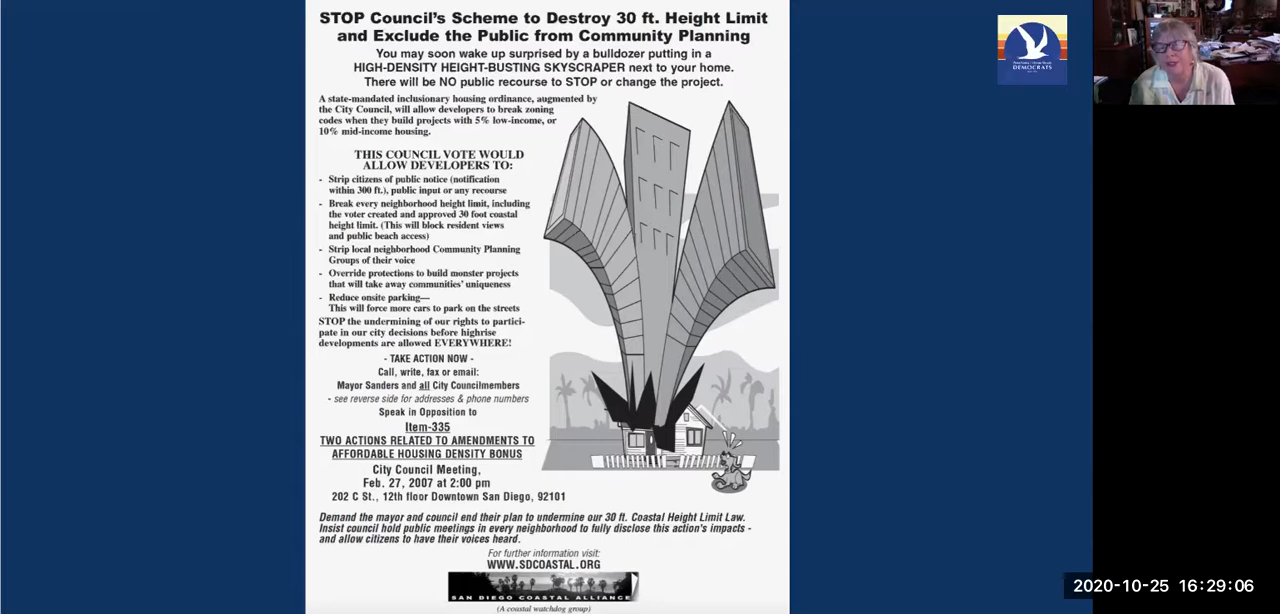 STOP Council's Scheme to Destroy 30 ft. Height Limit
and Exclude the Public from Community Planning
You may soon wake up surprised by a bulldozer putting in a
HIGH-DENSITY HEIGHT-BUSTING SKYSCRAPER next to your home.
There will be NO public recourse to STOP or change the project.
A state-mandated inclusionary housing ordinance, augmented by
the City Council, will allow developers to break zoning
codes when they build projects with 5% low-income, or
10% mid-income housing.
THIS COUNCIL VOTE WOULD
ALLOW DEVELOPERS TO:
- Strip citizens of public notice (notification
within 300 ft.), public input or any recourse
- Break every neighborhood height limit, including
the voter created and approved 30 foot coastal
height limit. (This will block resident views
and public beach access)
- Strip local neighborhood Community Planning
Groups of their voice
- Override protections to build monster projects
that will take away communities' uniqueness
- Reduce onsite parking—
This will force more cars to park on the streets
STOP the undermining of our rights to partici-
pate in our city decisions before highrise
developments are allowed EVERYWHERE!
- TAKE ACTION NOW -
Call, write, fax or email:
Mayor Sanders and all City Councilmembers
- see reverse side for addresses & phone numbers
Speak in Opposition to
Item-335
TWO ACTIONS RELATED TO AMENDMENTS TO
AFFORDABLE HOUSING DENSITY BONUS
City Council Meeting,
Feb. 27, 2007 at 2:00 pm
202 C St., 12th floor Downtown San Diego, 92101
Demand the mayor and council end their plan to undermine our 30 ft. Coastal Height Limit Law.
Insist council hold public meetings in every neighborhood to fully disclose this action's impacts -
and allow citizens to have their voices heard.
For further information visit:
WWW.SDCOASTAL.ORG
SAN DIEGO COASTAL ALLIANCE
(A coastal watchdog group)
DEMOCRATS
2020-10-25 16:29:06